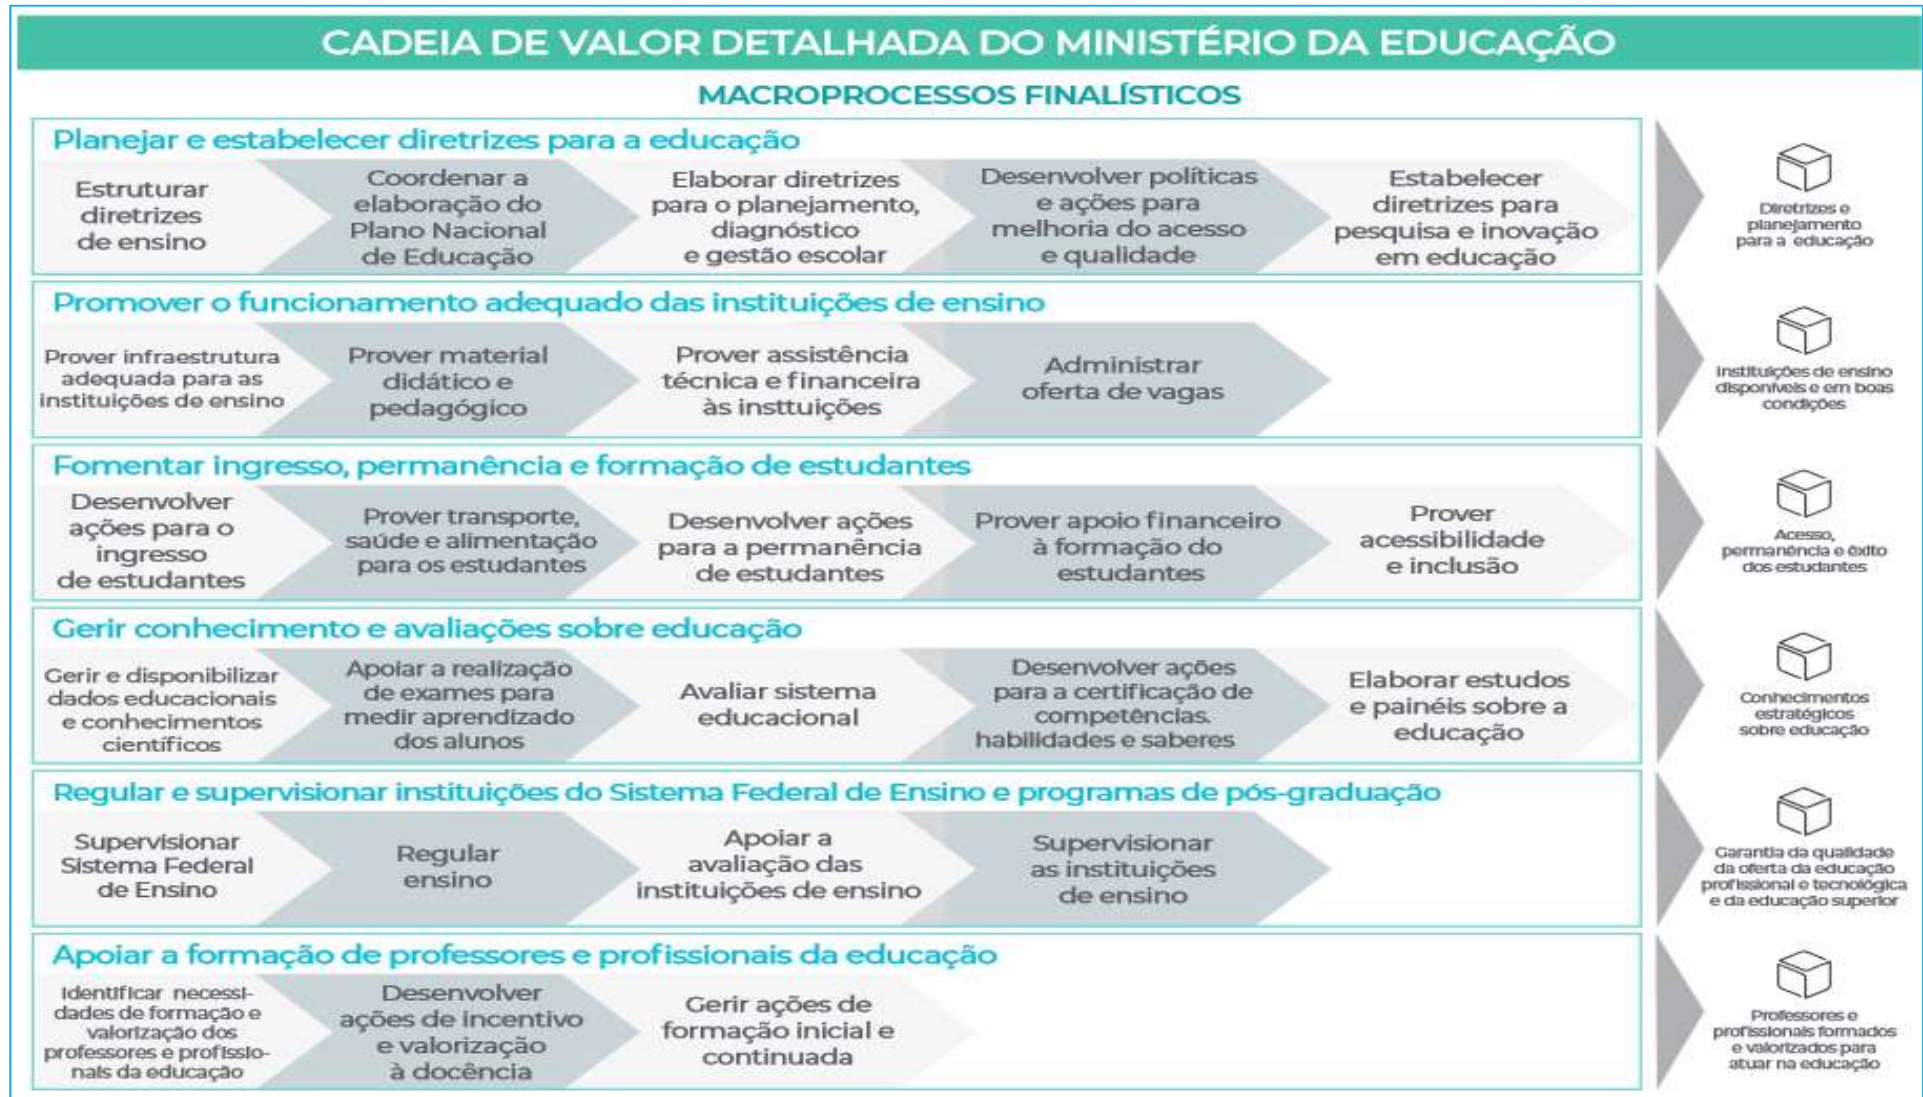 CADEIA DE VALOR DETALHADA DO MINISTÉRIO DA EDUCAÇÃO
MACROPROCESSOS FINALÍSTICOS
Planejar e estabelecer diretrizes para a educação
Estruturar
diretrizes
de ensino
Coordenar a
elaboração do
Plano Nacional
de Educação
Elaborar diretrizes
para o planejamento,
diagnóstico
e gestão escolar
Desenvolver políticas
e ações para
melhoria do acesso
e qualidade
Estabelecer
diretrizes para
pesquisa e inovação
em educação
Diretrizes e
planejamento
para a educação
Promover o funcionamento adequado das instituições de ensino
Prover infraestrutura
adequada para as
instituições de ensino
Prover material
didático e
pedagógico
Prover assistência
técnica e financeira
às insttuições
Administrar
oferta de vagas
Instituições de ensino
disponíveis e em boas
condições
Fomentar ingresso, permanência e formação de estudantes
Desenvolver
ações para o
ingresso
de estudantes
Prover transporte,
saúde e alimentação
para os estudantes
Desenvolver ações
para a permanência
de estudantes
Prover apoio financeiro
à formação do
estudantes
Prover
acessibilidade
e inclusão
Acesso,
permanência e êxito
dos estudantes
Gerir conhecimento e avaliações sobre educação
Gerir e disponibilizar
dados educacionais
e conhecimentos
científicos
Apoiar a realização
de exames para
medir aprendizado
dos alunos
Avaliar sistema
educacional
Desenvolver ações
para a certificação de
competências.
habilidades e saberes
Elaborar estudos
e painéis sobre a
educação
Conhecimentos
estratégicos
sobre educação
Regular e supervisionar instituições do Sistema Federal de Ensino e programas de pós-graduação
Supervisionar
Sistema Federal
de Ensino
Regular
ensino
Apoiar a
avaliação das
instituições de ensino
Supervisionar
as instituições
de ensino
Garantia da qualidade
da oferta da educação
profissional e tecnológica
e da educação superior
Apoiar a formação de professores e profissionais da educação
Identificar necessi-
dades de formação e
valorização dos
professores e profissio-
nais da educação
Desenvolver
ações de incentivo
e valorização
à docência
Gerir ações de
formação inicial e
continuada
Professores e
profissionais formados
e valorizados para
atuar na educação